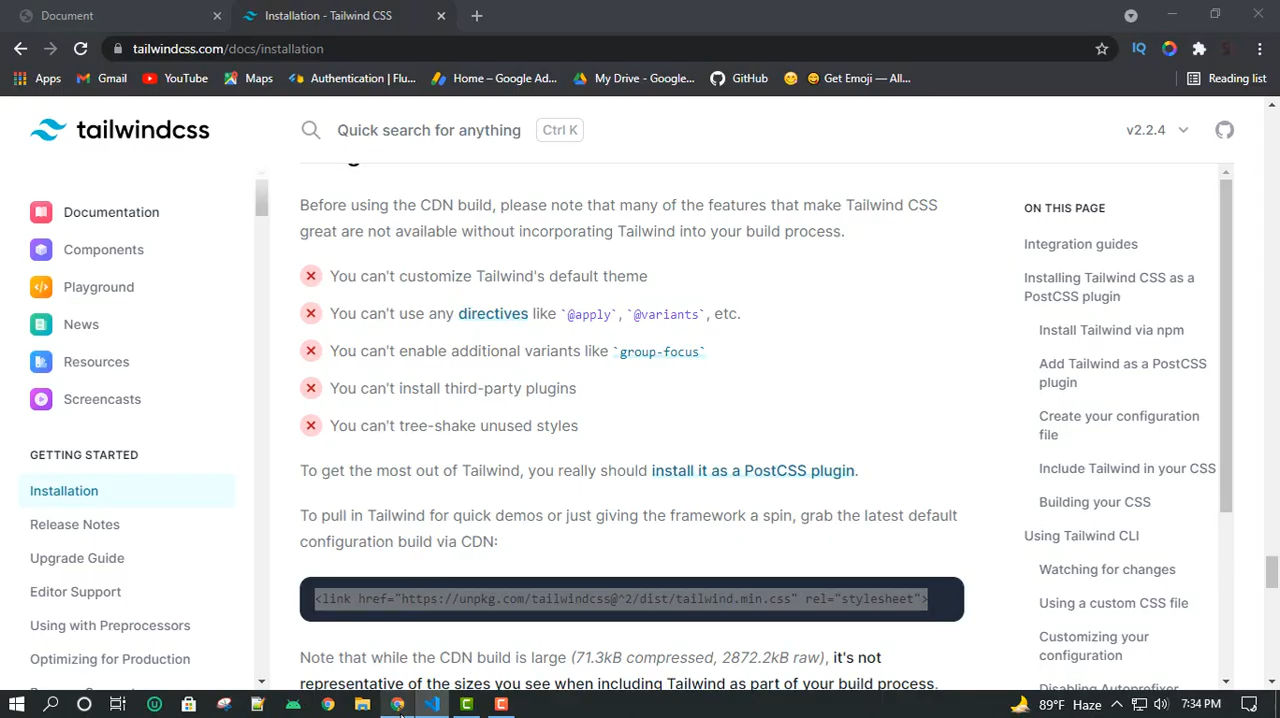 Document
Installation - Tailwind CSS
tailwindcss.com/docs/installation
Apps
Gmail
YouTube
Maps
Authentication | Flu...
Home – Google Ad...
My Drive - Google...
GitHub
Get Emoji — All...
Reading list
tailwindcss
Quick search for anything
Ctrl K
v2.2.4
Documentation
Components
Playground
News
Resources
Screencasts
GETTING STARTED
Installation
Release Notes
Upgrade Guide
Editor Support
Using with Preprocessors
Optimizing for Production
Before using the CDN build, please note that many of the features that make Tailwind CSS
great are not available without incorporating Tailwind into your build process.
You can't customize Tailwind's default theme
You can't use any directives like `@apply`, `@variants`, etc.
You can't enable additional variants like `group-focus`
You can't install third-party plugins
You can't tree-shake unused styles
To get the most out of Tailwind, you really should install it as a PostCSS plugin.
To pull in Tailwind for quick demos or just giving the framework a spin, grab the latest default
configuration build via CDN:
<link href="https://unpkg.com/tailwindcss@^2/dist/tailwind.min.css" rel="stylesheet">
Note that while the CDN build is large (71.3kB compressed, 2872.2kB raw), it's not
representative of the sizes you see when including Tailwind as part of your build process.
ON THIS PAGE
Integration guides
Installing Tailwind CSS as a
PostCSS plugin
Install Tailwind via npm
Add Tailwind as a PostCSS
plugin
Create your configuration
file
Include Tailwind in your CSS
Building your CSS
Using Tailwind CLI
Watching for changes
Using a custom CSS file
Customizing your
configuration
Disabling Autoprefixer
89°F Haze
7:34 PM